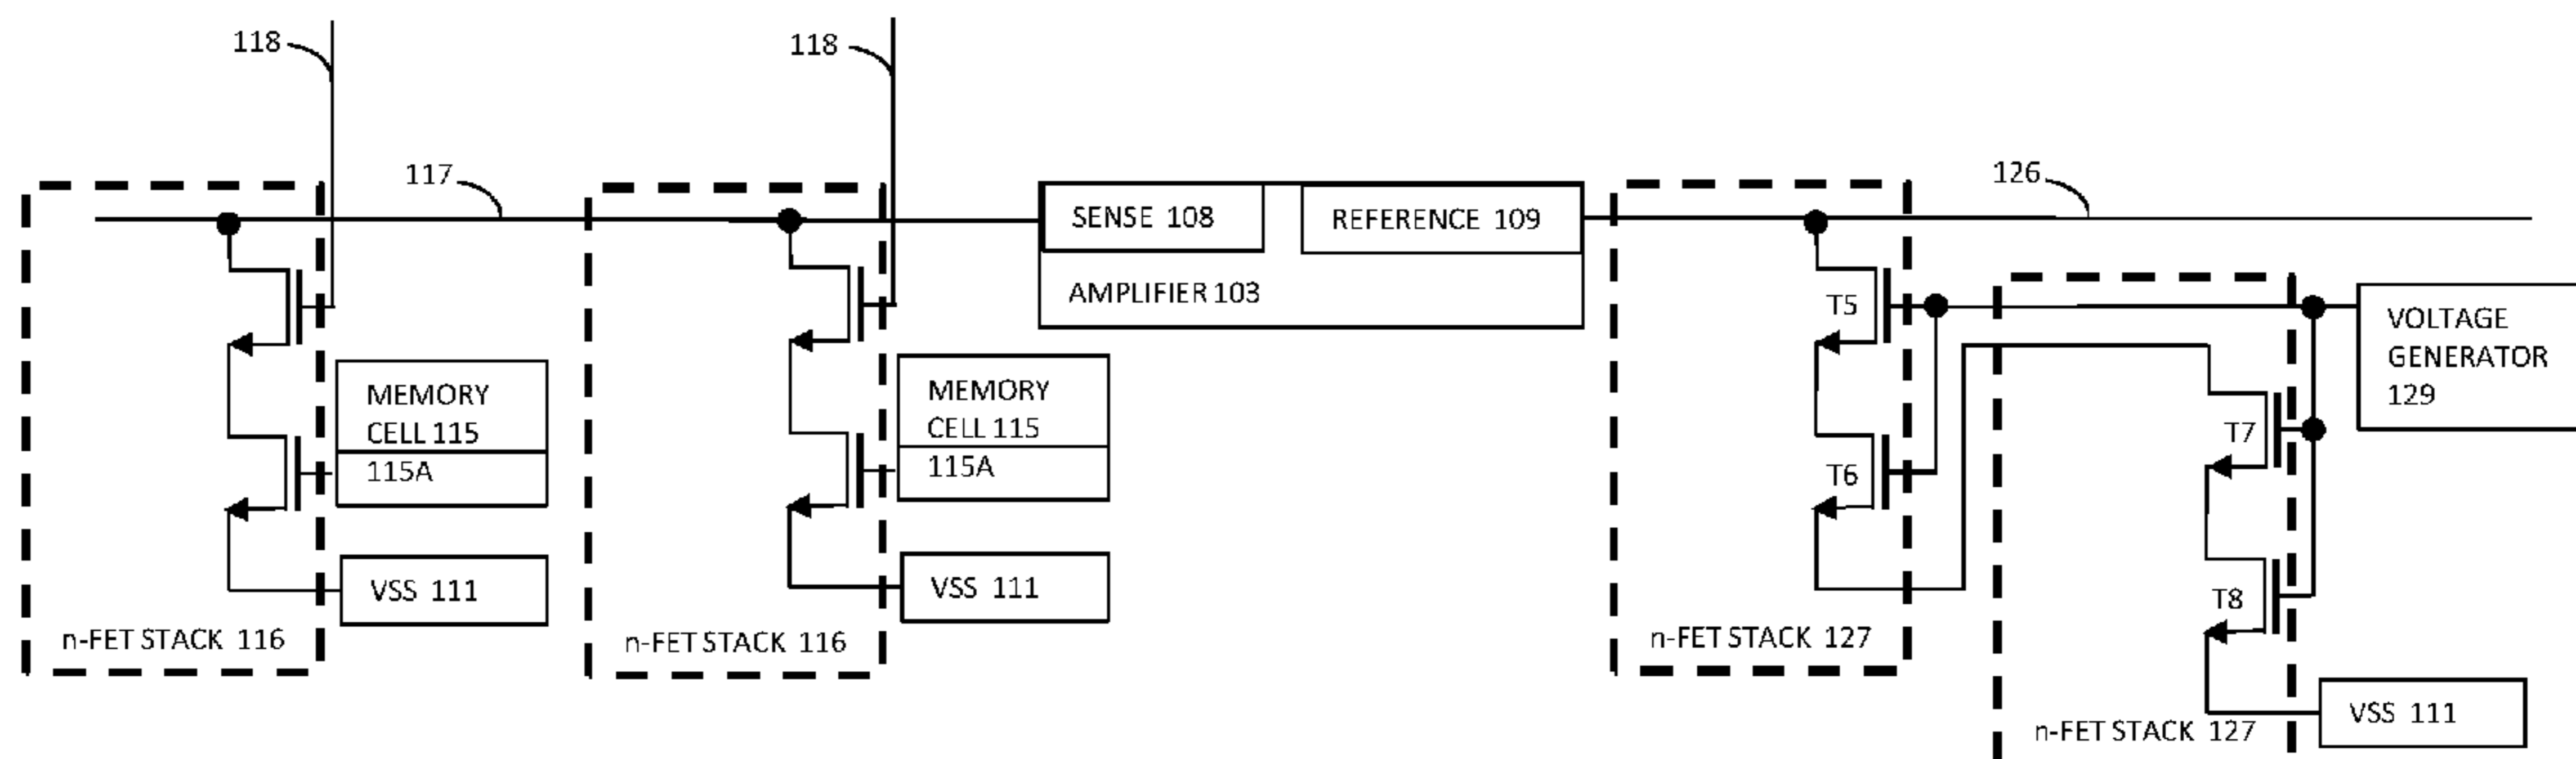 118
118
117
126
SENSE 108
REFERENCE 109
AMPLIFIER 103
T5
VOLTAGE
GENERATOR
129
MEMORY
CELL 115
115A
MEMORY
CELL 115
115A
T7
T6
VSS 111
VSS 111
T8
n-FET STACK 116
n-FET STACK 116
n-FET STACK 127
VSS 111
n-FET STACK 127